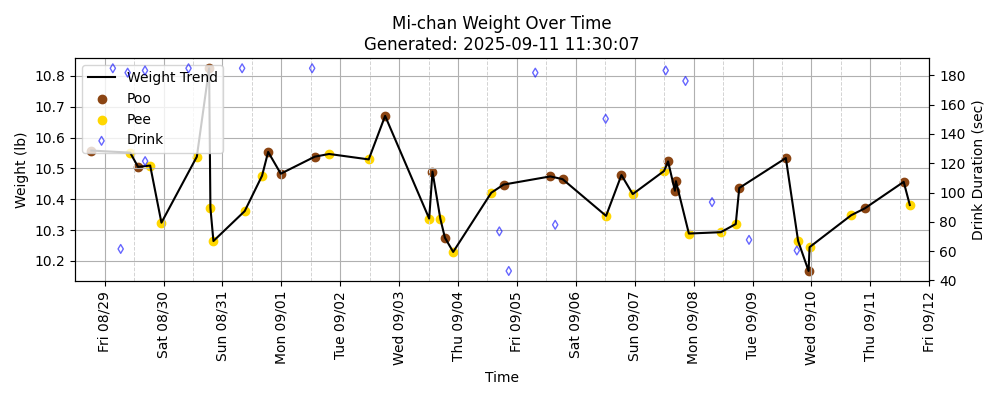 Mi-chan Weight Over Time
Generated: 2025-09-11 11:30:07
Weight (lb)
10.8
10.7
10.6
10.5
10.4
10.3
10.2
Weight Trend
Poo
Pee
Drink
180
160
140
120
100
80
60
40
Drink Duration (sec)
Fri 08/29
Sat 08/30
Sun 08/31
Mon 09/01
Tue 09/02
Wed 09/03
Thu 09/04
Fri 09/05
Sat 09/06
Sun 09/07
Mon 09/08
Tue 09/09
Wed 09/10
Thu 09/11
Fri 09/12
Time